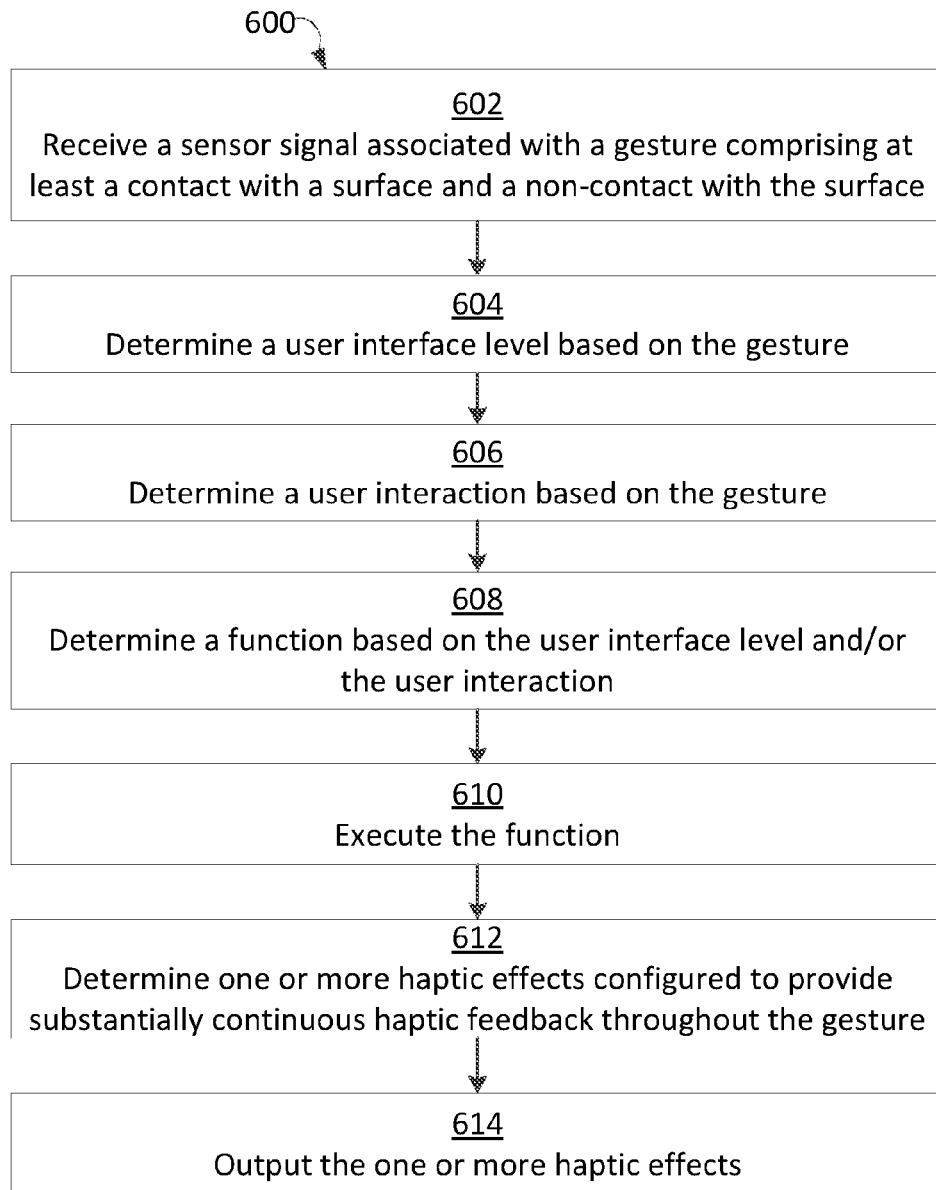 600
602
Receive a sensor signal associated with a gesture comprising at
least a contact with a surface and a non-contact with the surface
604
Determine a user interface level based on the gesture
606
Determine a user interaction based on the gesture
608
Determine a function based on the user interface level and/or
the user interaction
610
Execute the function
612
Determine one or more haptic effects configured to provide
substantially continuous haptic feedback throughout the gesture
614
Output the one or more haptic effects